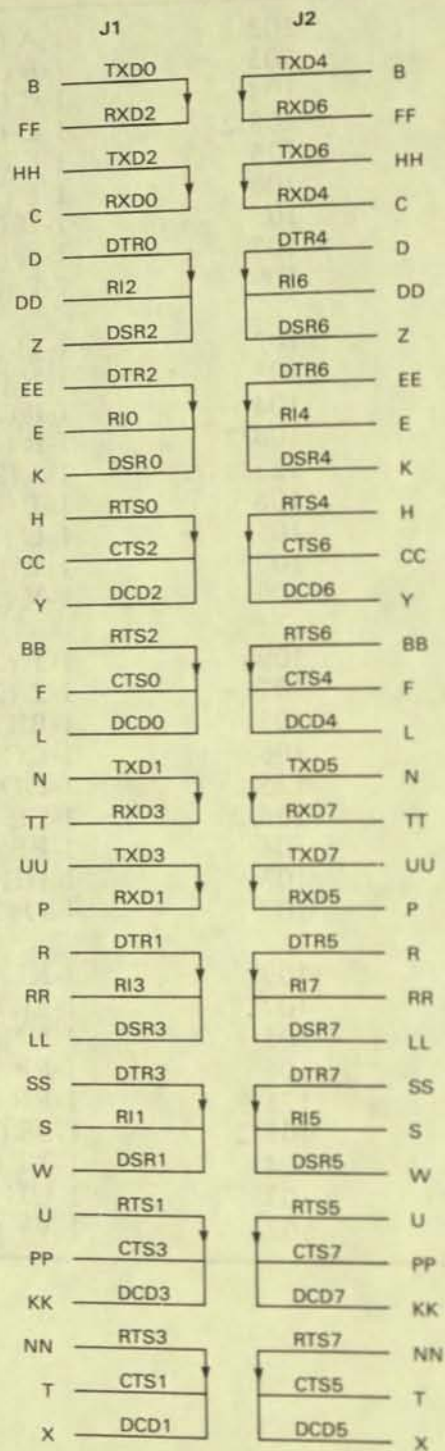 J1 J2
B TXD0 TXD4 B
FF RXD2 RXD6 FF
HH TXD2 TXD6 HH
C RXD0 RXD4 C
D DTR0 DTR4 D
DD RI2 RI6 DD
Z DSR2 DSR6 Z
EE DTR2 DTR6 EE
E RI0 RI4 E
K DSR0 DSR4 K
H RTS0 RTS4 H
CC CTS2 CTS6 CC
Y DCD2 DCD6 Y
BB RTS2 RTS6 BB
F CTS0 CTS4 F
L DCD0 DCD4 L
N TXD1 TXD5 N
TT RXD3 RXD7 TT
UU TXD3 TXD7 UU
P RXD1 RXD5 P
R DTR1 DTR5 R
RR RI3 RI7 RR
LL DSR3 DSR7 LL
SS DTR3 DTR7 SS
S RI1 RI5 S
W DSR1 DSR5 W
U RTS1 RTS5 U
PP CTS3 CTS7 PP
KK DCD3 DCD7 KK
NN RTS3 RTS7 NN
T CTS1 CTS5 T
X DCD1 DCD5 X